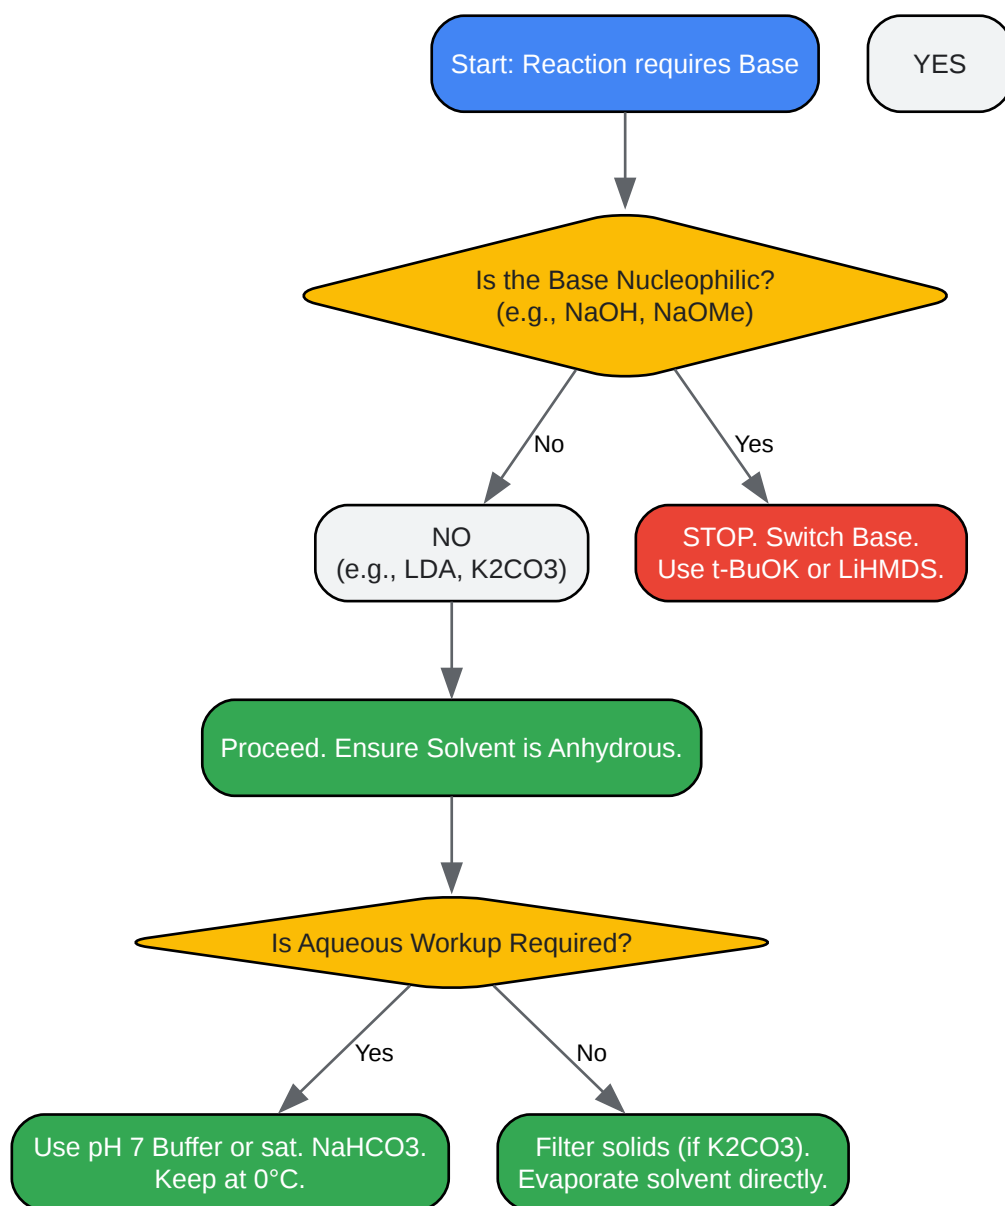 Start: Reaction requires Base
YES
Is the Base Nucleophilic?
(e.g., NaOH, NaOMe)
No
Yes
NO
(e.g., LDA, K2CO3)
STOP. Switch Base.
Use t-BuOK or LiHMDS.
Proceed. Ensure Solvent is Anhydrous.
Is Aqueous Workup Required?
Yes
No
Use pH 7 Buffer or sat. NaHCO3.
Keep at 0°C.
Filter solids (if K2CO3).
Evaporate solvent directly.